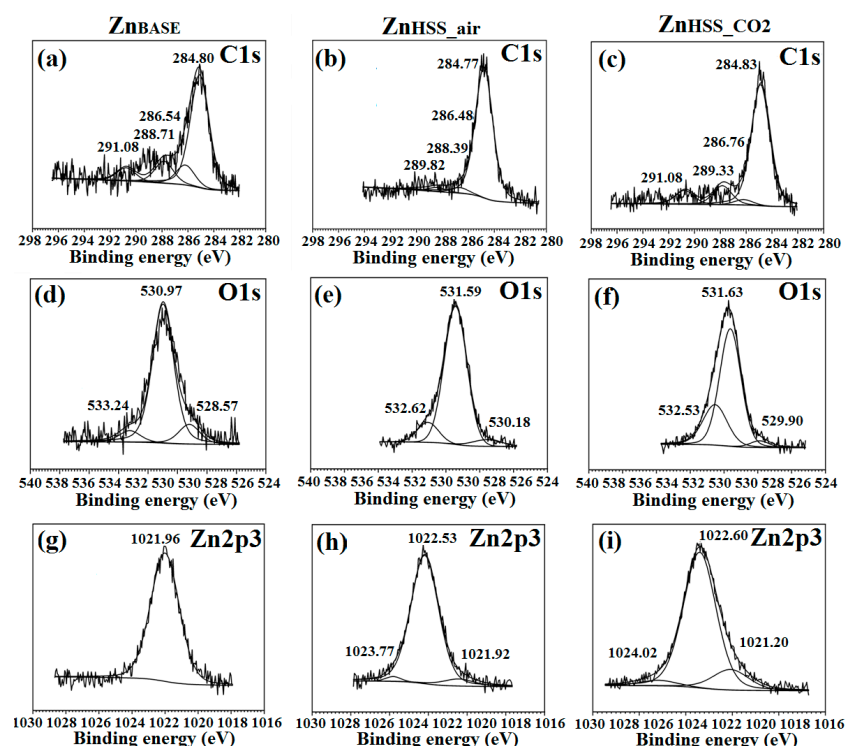 ZnBASE
ZnHSS_air
ZnHSS_CO2
(a)
284.80
C1s
286.54
288.71
291.08
298 296 294 292 290 288 286 284 282 280
Binding energy (eV)
(b)
284.77
C1s
286.48
288.39
289.82
298 296 294 292 290 288 286 284 282 280
Binding energy (eV)
(c)
284.83
C1s
286.76
289.33
291.08
298 296 294 292 290 288 286 284 282 280
Binding energy (eV)
(d)
530.97
O1s
533.24
528.57
540 538 536 534 532 530 528 526 524
Binding energy (eV)
(e)
531.59
O1s
532.62
530.18
540 538 536 534 532 530 528 526 524
Binding energy (eV)
(f)
531.63
O1s
532.53
529.90
540 538 536 534 532 530 528 526 524
Binding energy (eV)
(g)
1021.96
Zn2p3
1030 1028 1026 1024 1022 1020 1018 1016
Binding energy (eV)
(h)
1022.53
Zn2p3
1023.77
1021.92
1030 1028 1026 1024 1022 1020 1018 1016
Binding energy (eV)
(i)
1022.60
Zn2p3
1024.02
1021.20
1030 1028 1026 1024 1022 1020 1018 1016
Binding energy (eV)